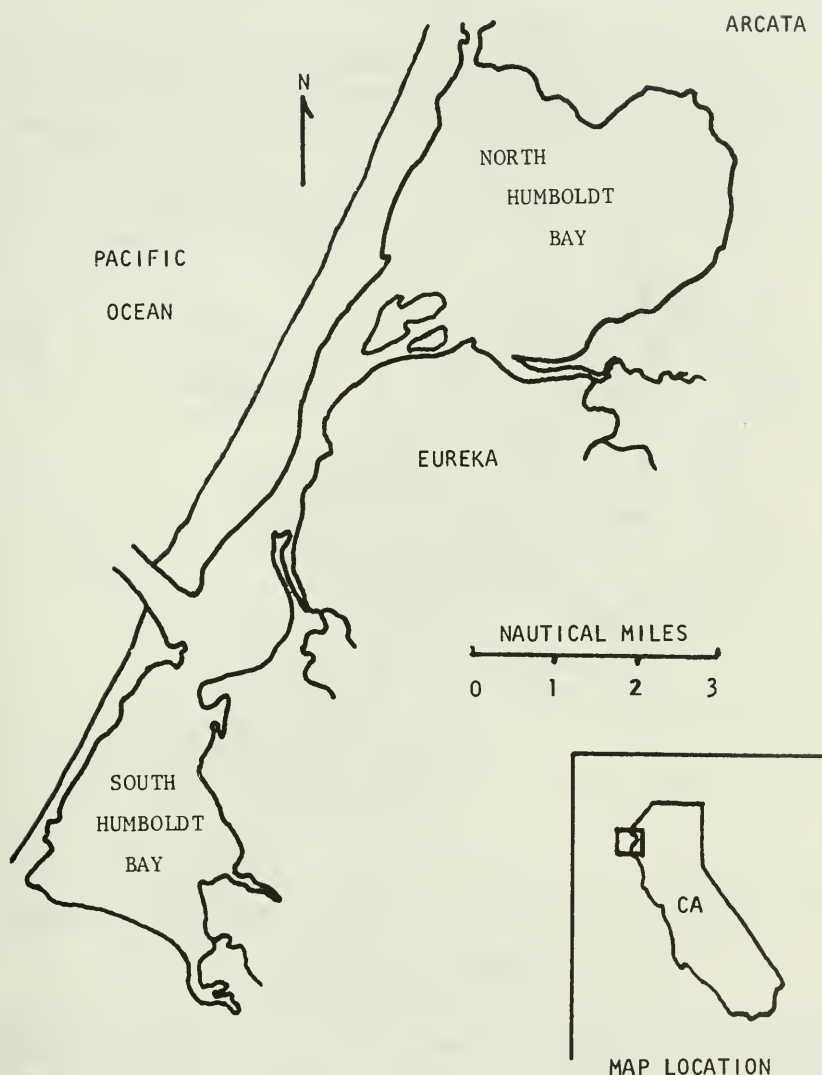 ARCATA
N
NORTH
HUMBOLDT
BAY
PACIFIC
OCEAN
EUREKA
NAUTICAL MILES
0 1 2 3
SOUTH
HUMBOLDT
BAY
CA
MAP LOCATION